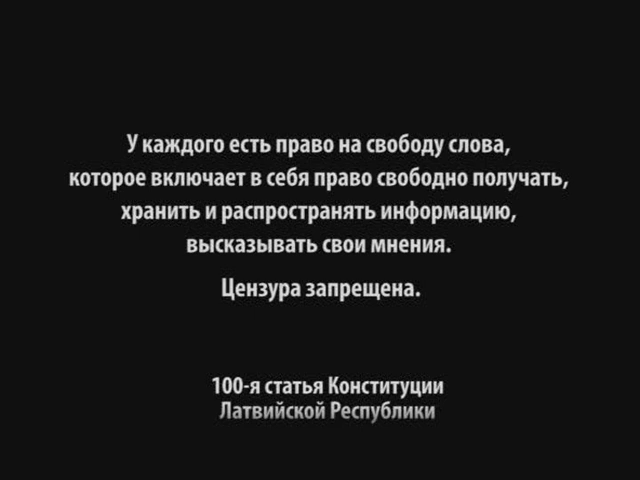 У каждого есть право на свободу слова,
которое включает в себя право свободно получать,
хранить и распространять информацию,
высказывать свои мнения.
Цензура запрещена.
100-я статья Конституции
Латвийской Республики